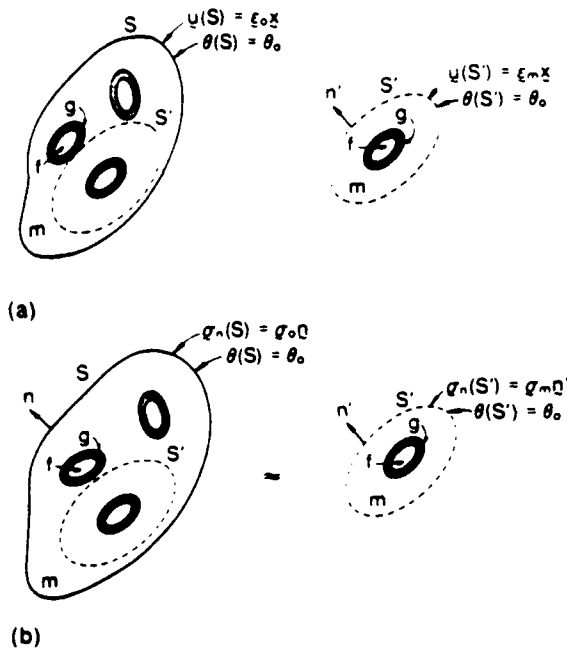 S
u(S) = ε₀x
θ(S) = θ₀
g
S'
f
m
S'
n'
u(S') = εₘx
θ(S') = θ₀
g
f
m
(a)
σₙ(S) = σ₀n
θ(S) = θ₀
S
n
g
S'
f
m
≈
S'
n'
σₙ(S') = σₘn'
θ(S') = θ₀
g
f
m
(b)